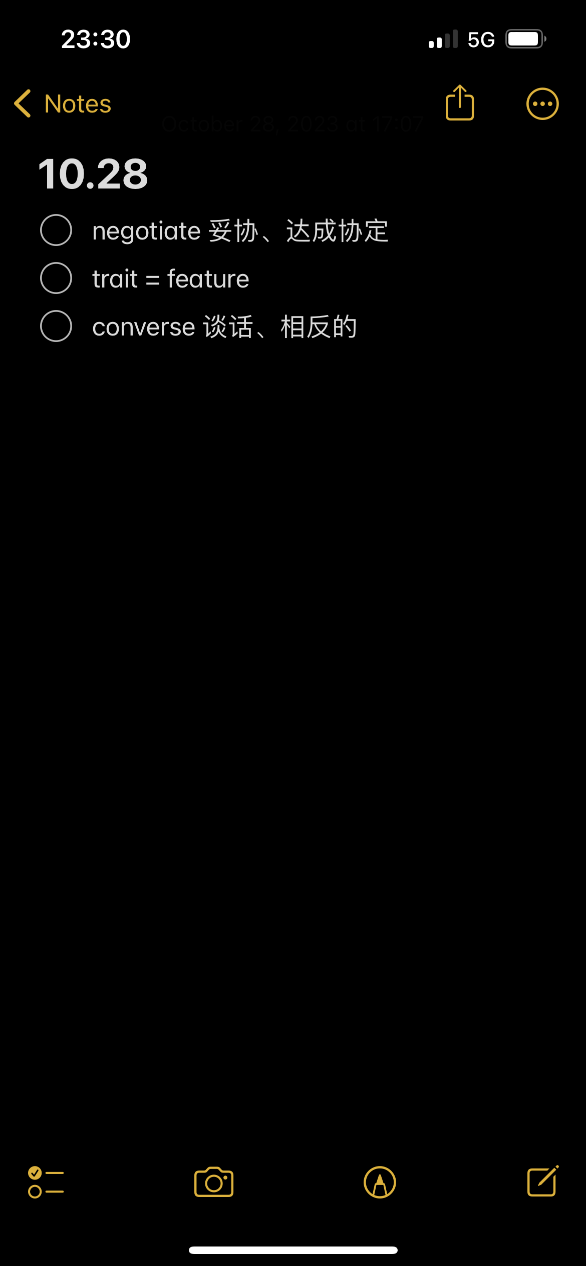 23:30 5G
Notes
October 28, 2023 at 17:07
10.28
negotiate 妥协、达成协定
trait = feature
converse 谈话、相反的